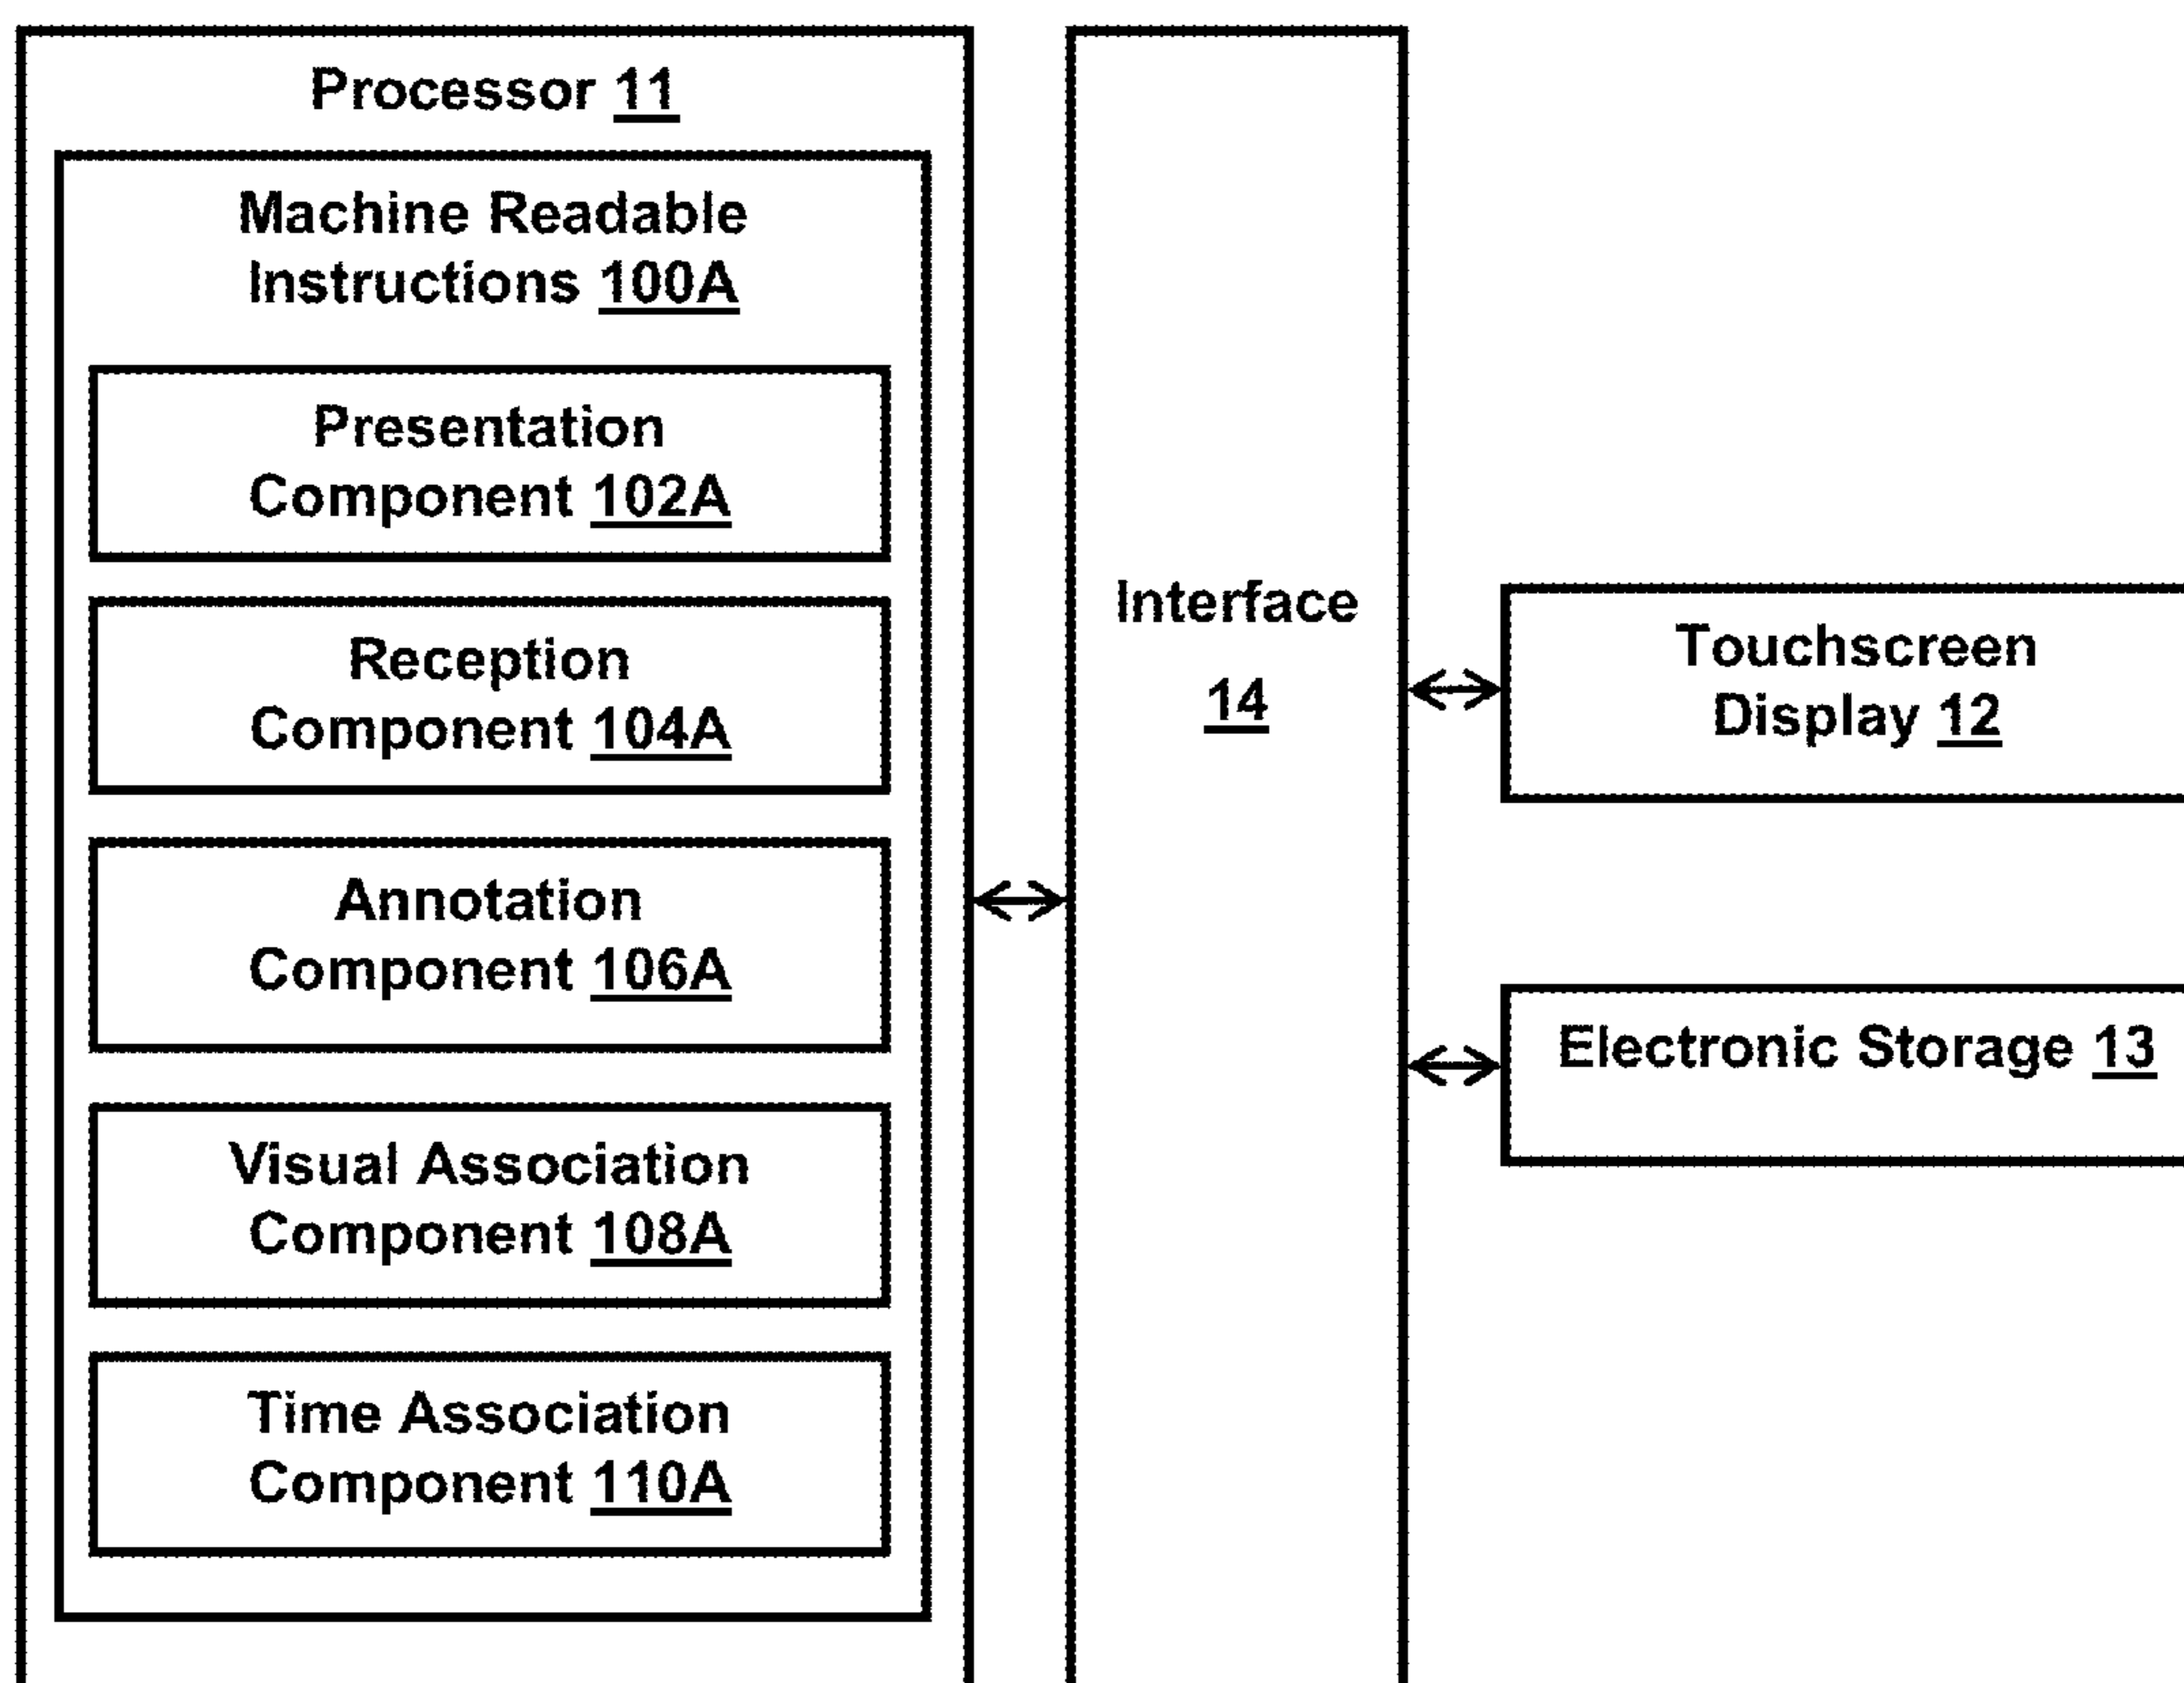 Processor 11
Machine Readable
Instructions 100A
Presentation
Component 102A
Reception
Component 104A
Annotation
Component 106A
Visual Association
Component 108A
Time Association
Component 110A
Interface
14
Touchscreen
Display 12
Electronic Storage 13